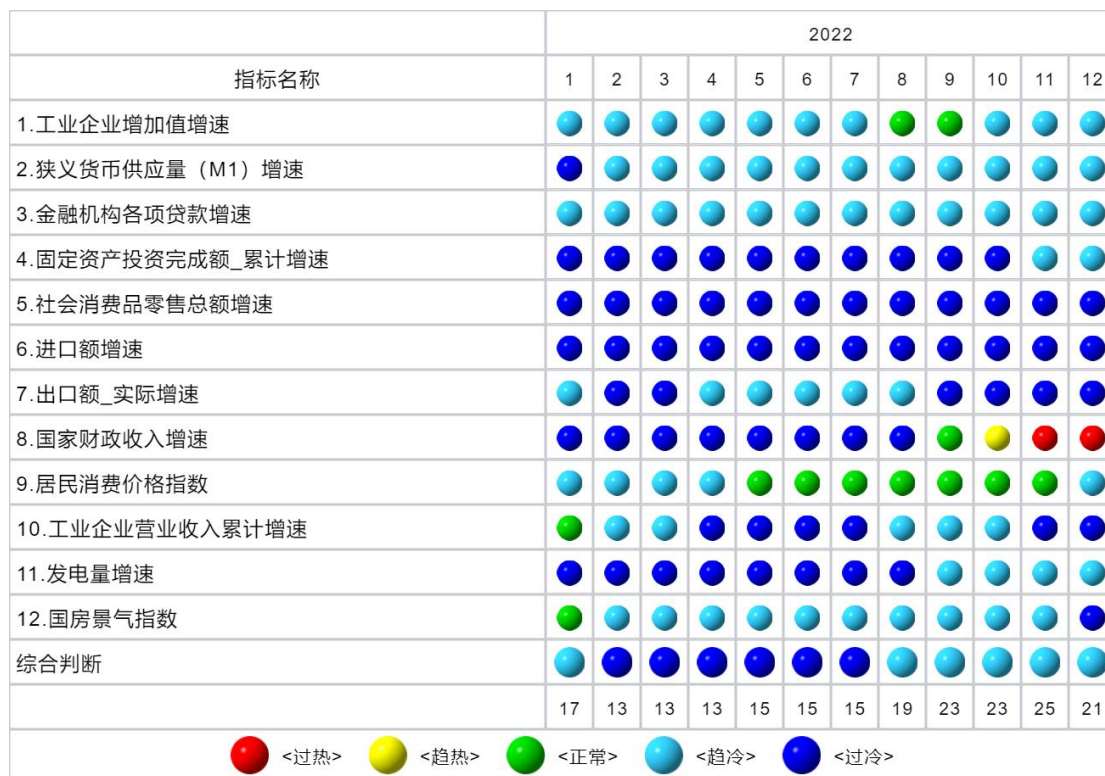 2022
指标名称 1 2 3 4 5 6 7 8 9 10 11 12
1.工业企业增加值增速
2.狭义货币供应量（M1）增速
3.金融机构各项贷款增速
4.固定资产投资完成额_累计增速
5.社会消费品零售总额增速
6.进口额增速
7.出口额_实际增速
8.国家财政收入增速
9.居民消费价格指数
10.工业企业营业收入累计增速
11.发电量增速
12.国房景气指数
综合判断
17 13 13 13 15 15 15 19 23 23 25 21
<过热> <趋热> <正常> <趋冷> <过冷>